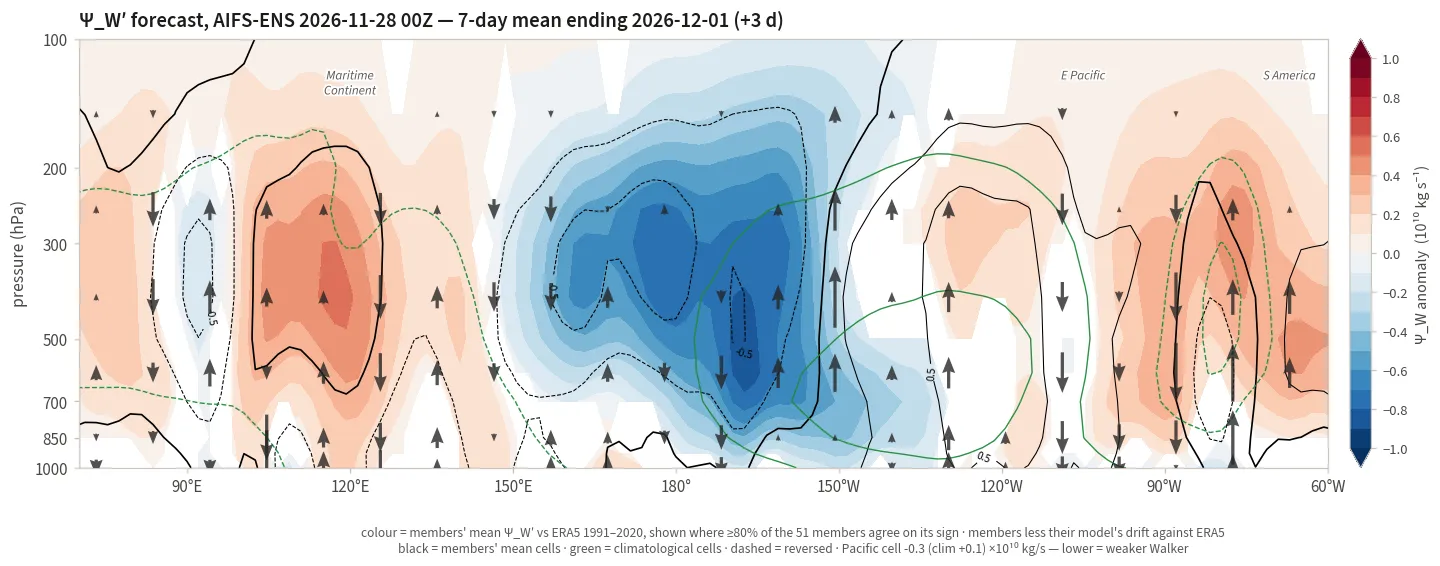 Ψ_W′ forecast, AIFS-ENS 2026-11-28 00Z — 7-day mean ending 2026-12-01 (+3 d)
100
200
300
400
500
700
850
1000
pressure (hPa)
Maritime
Continent
E Pacific
S America
0.5
0.5
-0.5
0.5
0.5
90°E
120°E
150°E
180°
150°W
120°W
90°W
60°W
1.0
0.8
0.6
0.4
0.2
0.0
−0.2
−0.4
−0.6
−0.8
−1.0
Ψ_W anomaly (10¹⁰ kg s⁻¹)
colour = members' mean Ψ_W′ vs ERA5 1991–2020, shown where ≥80% of the 51 members agree on its sign · members less their model's drift against ERA5
black = members' mean cells · green = climatological cells · dashed = reversed · Pacific cell -0.3 (clim +0.1) ×10¹⁰ kg/s — lower = weaker Walker